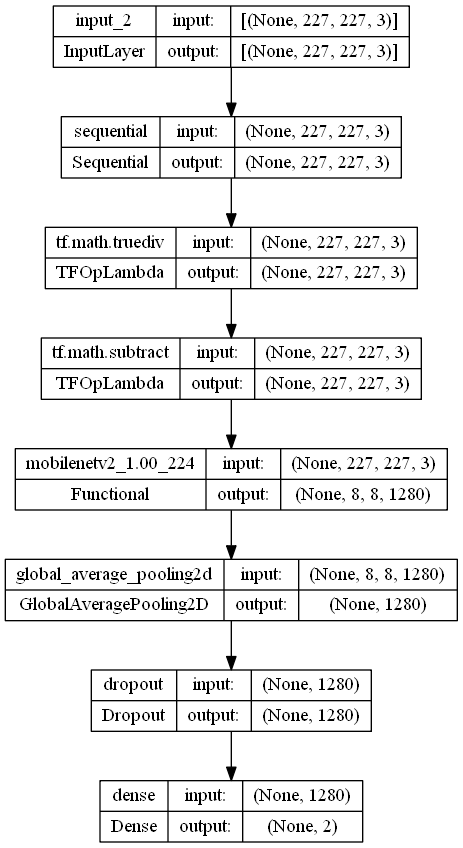 input_2 input: [(None, 227, 227, 3)]
InputLayer output: [(None, 227, 227, 3)]
sequential input: (None, 227, 227, 3)
Sequential output: (None, 227, 227, 3)
tf.math.truediv input: (None, 227, 227, 3)
TFOpLambda output: (None, 227, 227, 3)
tf.math.subtract input: (None, 227, 227, 3)
TFOpLambda output: (None, 227, 227, 3)
mobilenetv2_1.00_224 input: (None, 227, 227, 3)
Functional output: (None, 8, 8, 1280)
global_average_pooling2d input: (None, 8, 8, 1280)
GlobalAveragePooling2D output: (None, 1280)
dropout input: (None, 1280)
Dropout output: (None, 1280)
dense input: (None, 1280)
Dense output: (None, 2)